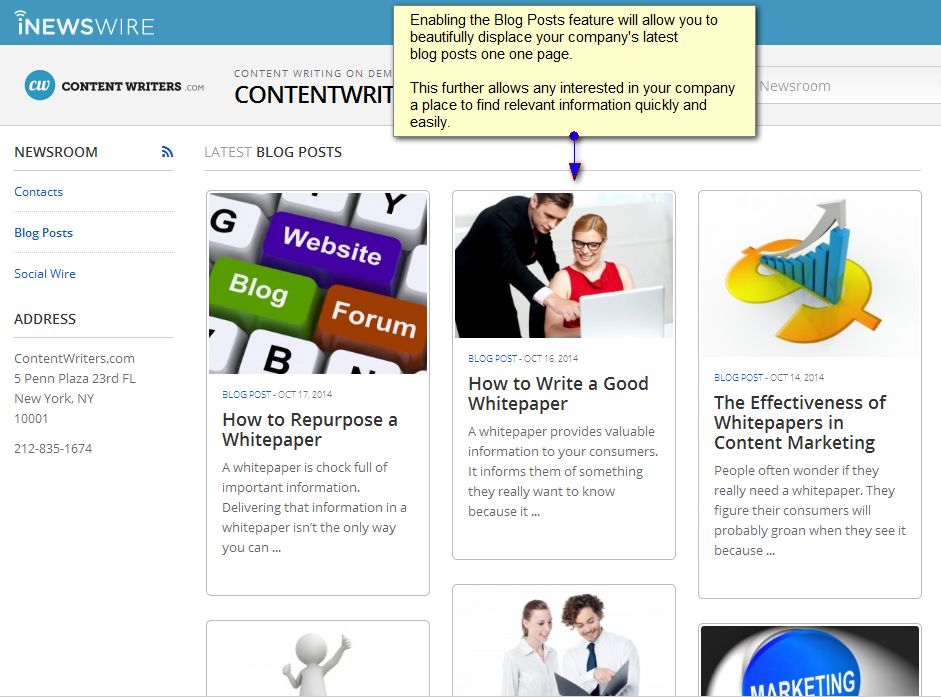 iNEWSWIRE
Enabling the Blog Posts feature will allow you to
beautifully displace your company's latest
blog posts one one page.
This further allows any interested in your company
a place to find relevant information quickly and
easily.
cw CONTENT WRITERS .COM
CONTENT WRITING ON DEM
CONTENTWRIT
Newsroom
NEWSROOM
Contacts
Blog Posts
Social Wire
ADDRESS
ContentWriters.com
5 Penn Plaza 23rd FL
New York, NY
10001
212-835-1674
LATEST BLOG POSTS
G
Y
Website
Blog
Forum
B
BLOG POST - OCT 17, 2014
How to Repurpose a
Whitepaper
A whitepaper is chock full of
important information.
Delivering that information in a
whitepaper isn't the only way
you can ...
BLOG POST - OCT 16, 2014
How to Write a Good
Whitepaper
A whitepaper provides valuable
information to your consumers.
It informs them of something
they really want to know
because it ...
BLOG POST - OCT 14, 2014
The Effectiveness of
Whitepapers in
Content Marketing
People often wonder if they
really need a whitepaper. They
figure their consumers will
probably groan when they see it
because ...
MARKETING